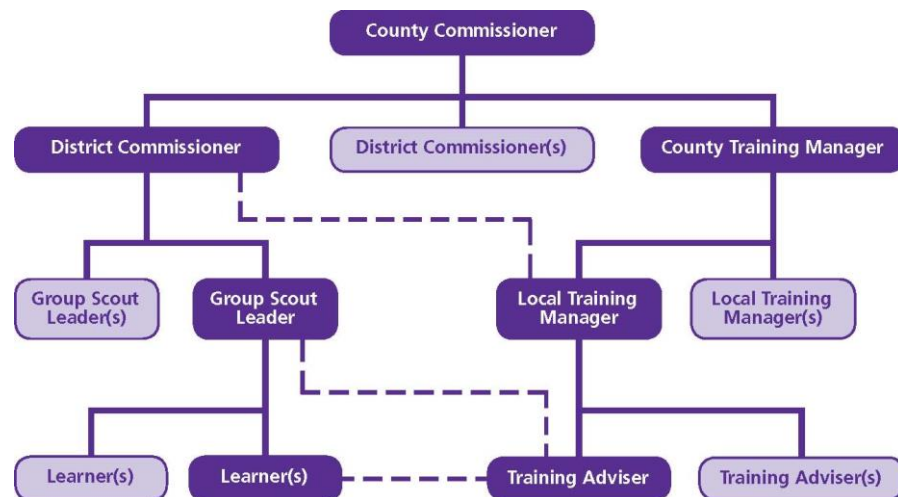 County Commissioner
District Commissioner
District Commissioner(s)
County Training Manager
Group Scout
Leader(s)
Group Scout
Leader
Local Training
Manager
Local Training
Manager(s)
Learner(s)
Learner(s)
Training Adviser
Training Adviser(s)